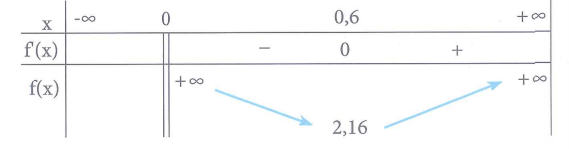 x -∞ 0 0,6 +∞
f'(x) − 0 +
f(x) +∞ +∞
2,16